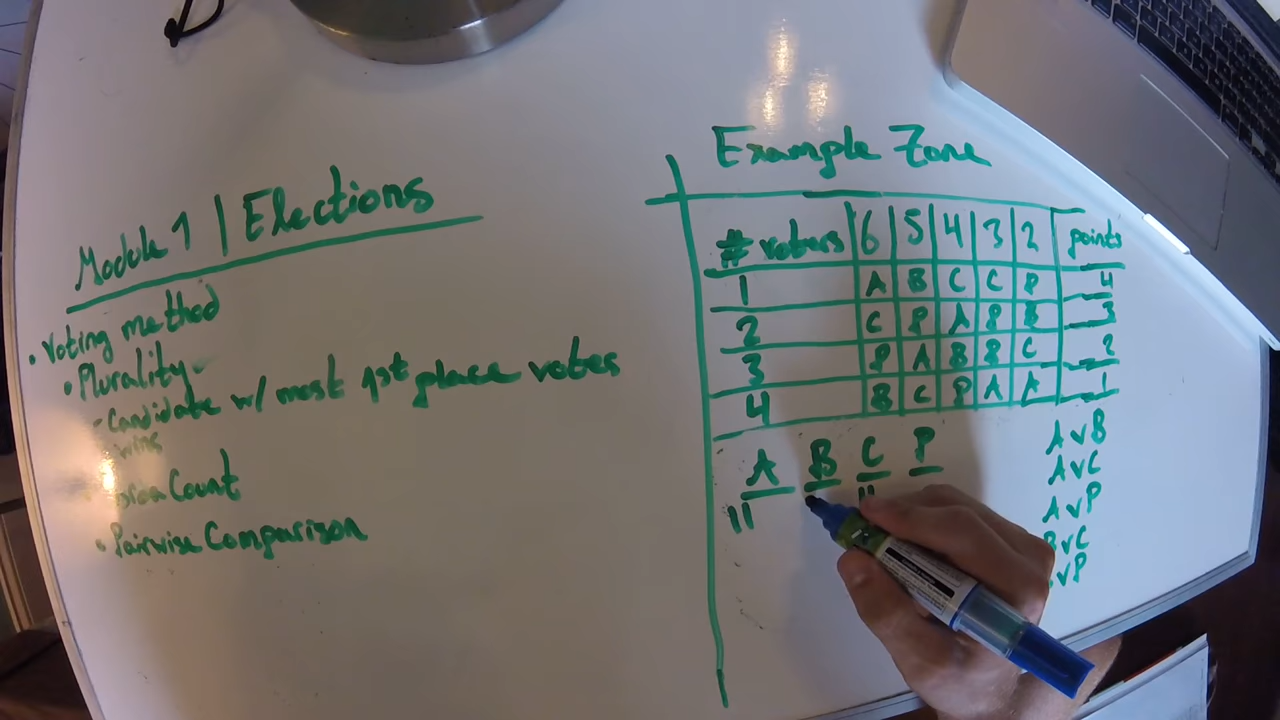 Module 1 | Elections
• Voting method
• Plurality
- Candidate w/ most 1st place votes
wins
Count
• Pairwise Comparison
Example Zone
# voters 6 5 4 3 2 points
1 A B C C P 4
2 C P A P B 3
3 P A B B C 2
4 B C P A A 1
A B C P
A v B
A v C
A v P
B v C
v P